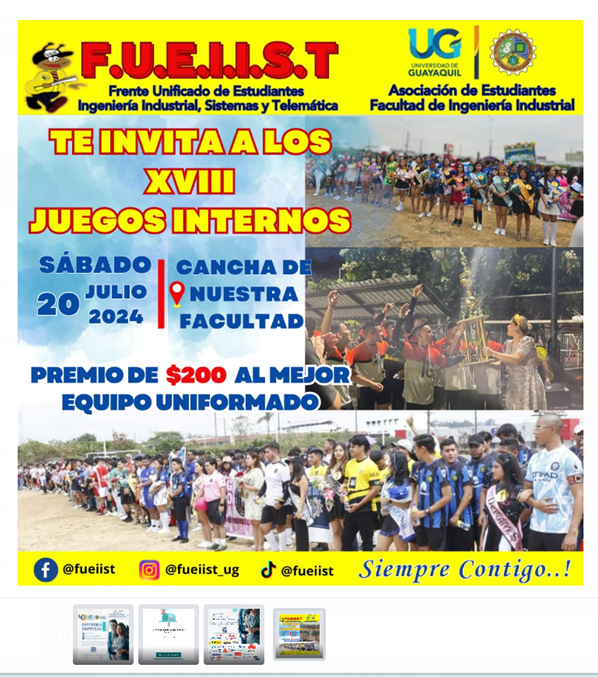 F.U.E.I.I.S.T
Frente Unificado de Estudiantes
Ingeniería Industrial, Sistemas y Telemática
UG
UNIVERSIDAD DE
GUAYAQUIL
Asociación de Estudiantes
Facultad de Ingeniería Industrial
TE INVITA A LOS
XVIII
JUEGOS INTERNOS
SÁBADO
20 JULIO
2024
CANCHA DE
NUESTRA
FACULTAD
PREMIO DE $200 AL MEJOR
EQUIPO UNIFORMADO
@fueiist
@fueiist_ug
@fueiist
Siempre Contigo..!